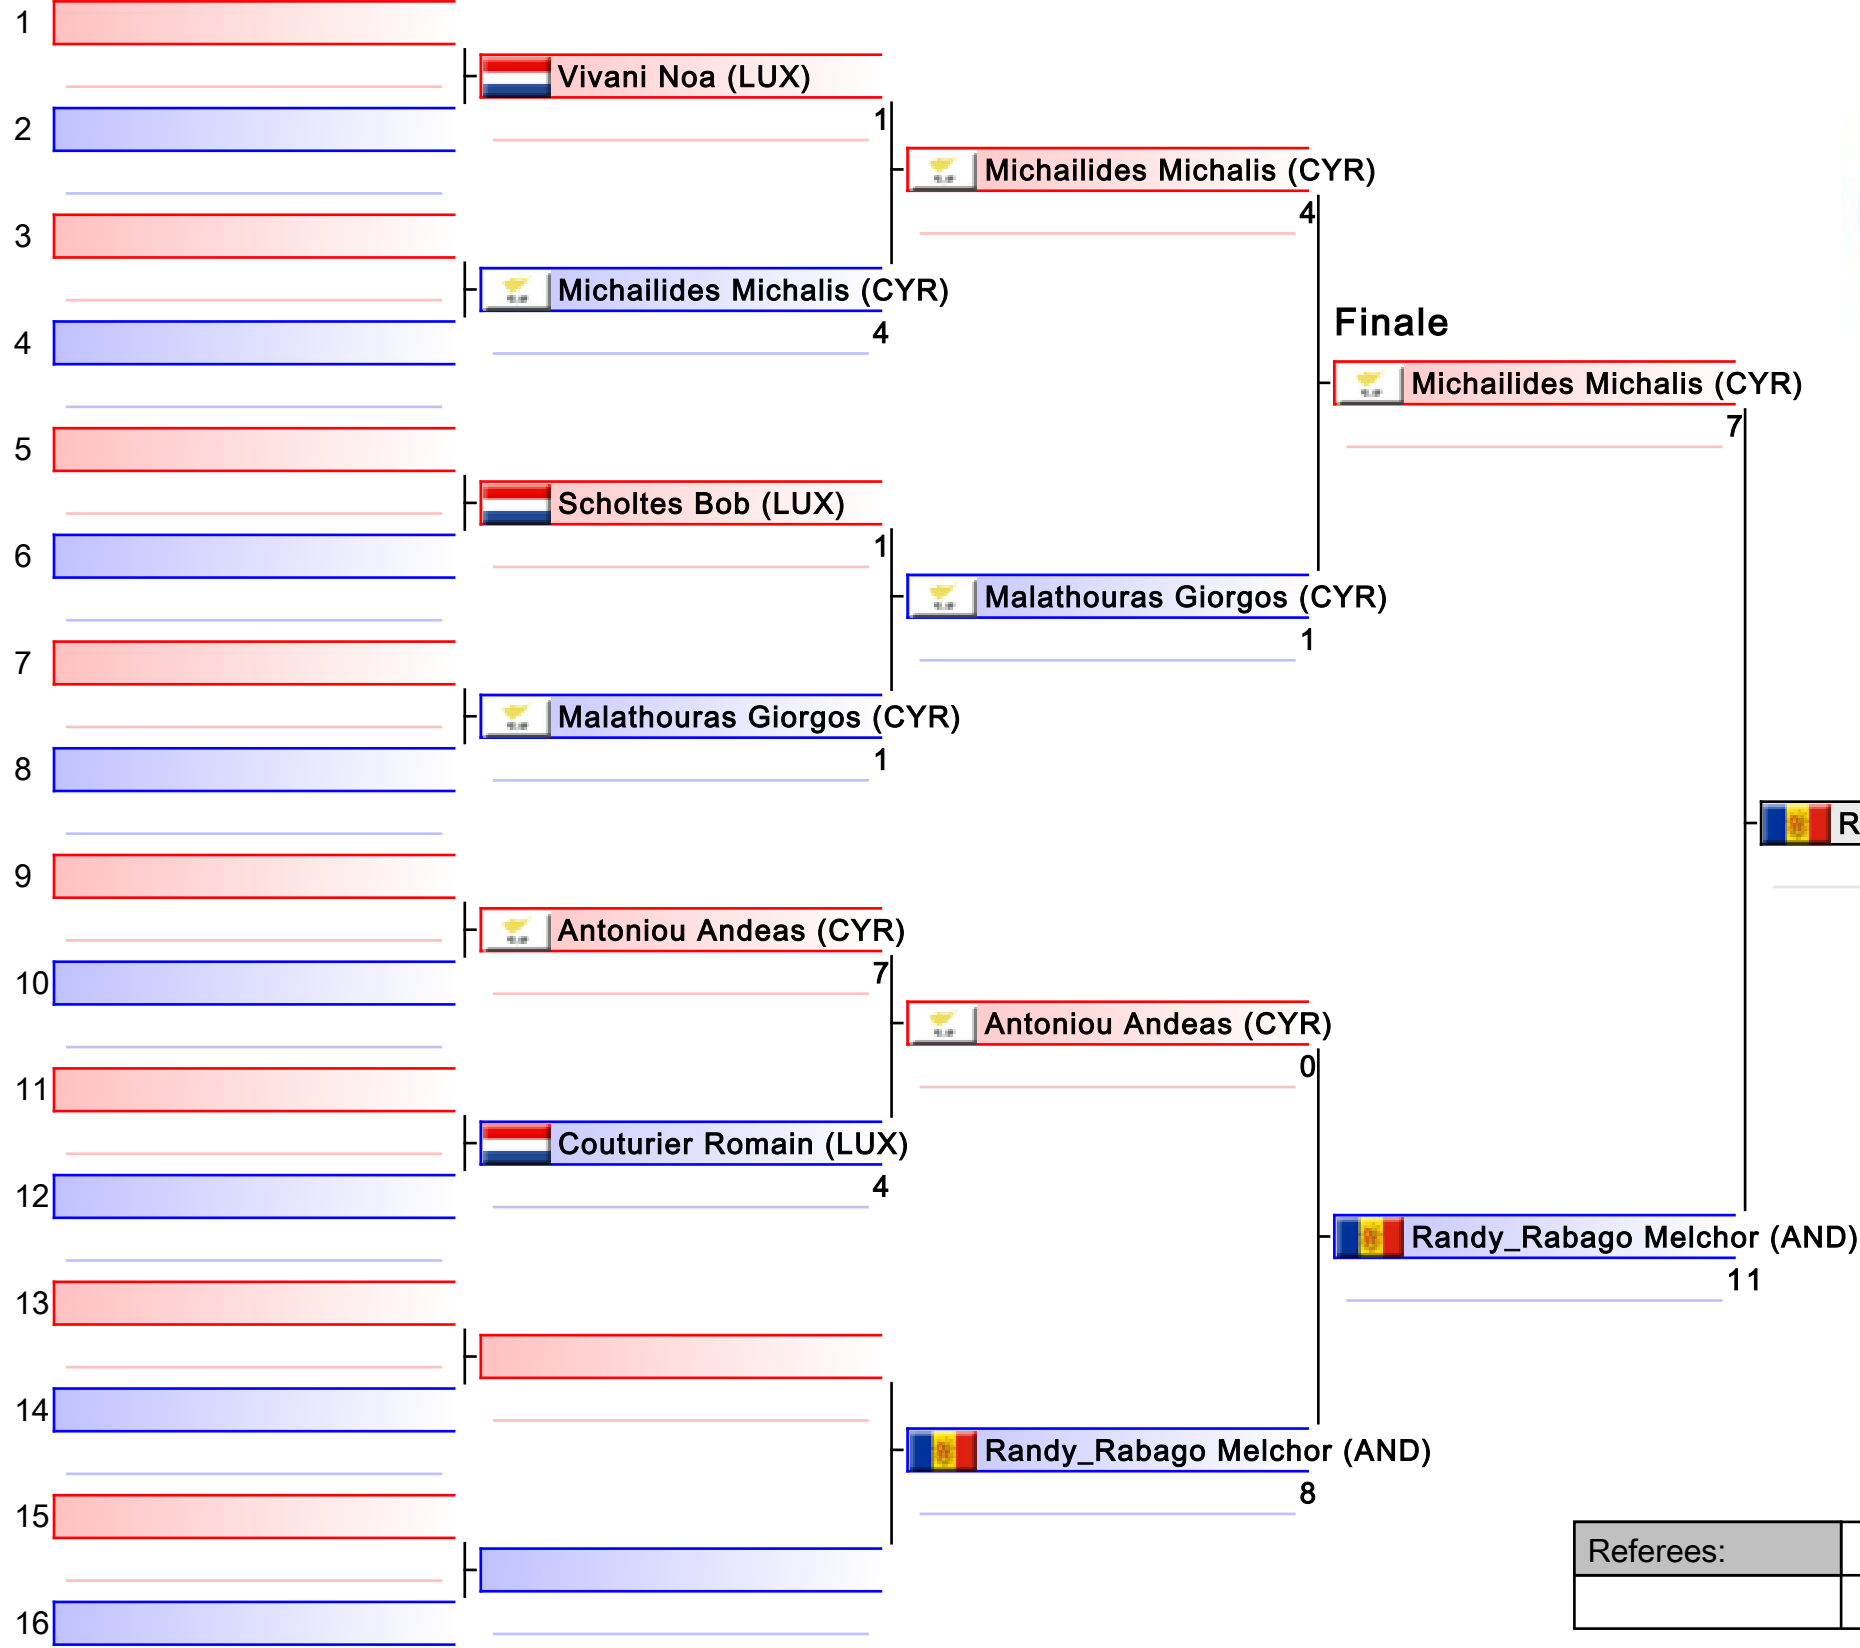 1
Vivani Noa (LUX)
1
2
Michailides Michalis (CYR)
4
3
Michailides Michalis (CYR)
4
4
Finale
Michailides Michalis (CYR)
7
5
Scholtes Bob (LUX)
1
6
Malathouras Giorgos (CYR)
1
7
Malathouras Giorgos (CYR)
1
8
R
9
Antoniou Andeas (CYR)
7
10
Antoniou Andeas (CYR)
0
11
Couturier Romain (LUX)
4
12
Randy_Rabago Melchor (AND)
11
13
14
Randy_Rabago Melchor (AND)
8
15
Referees:
16